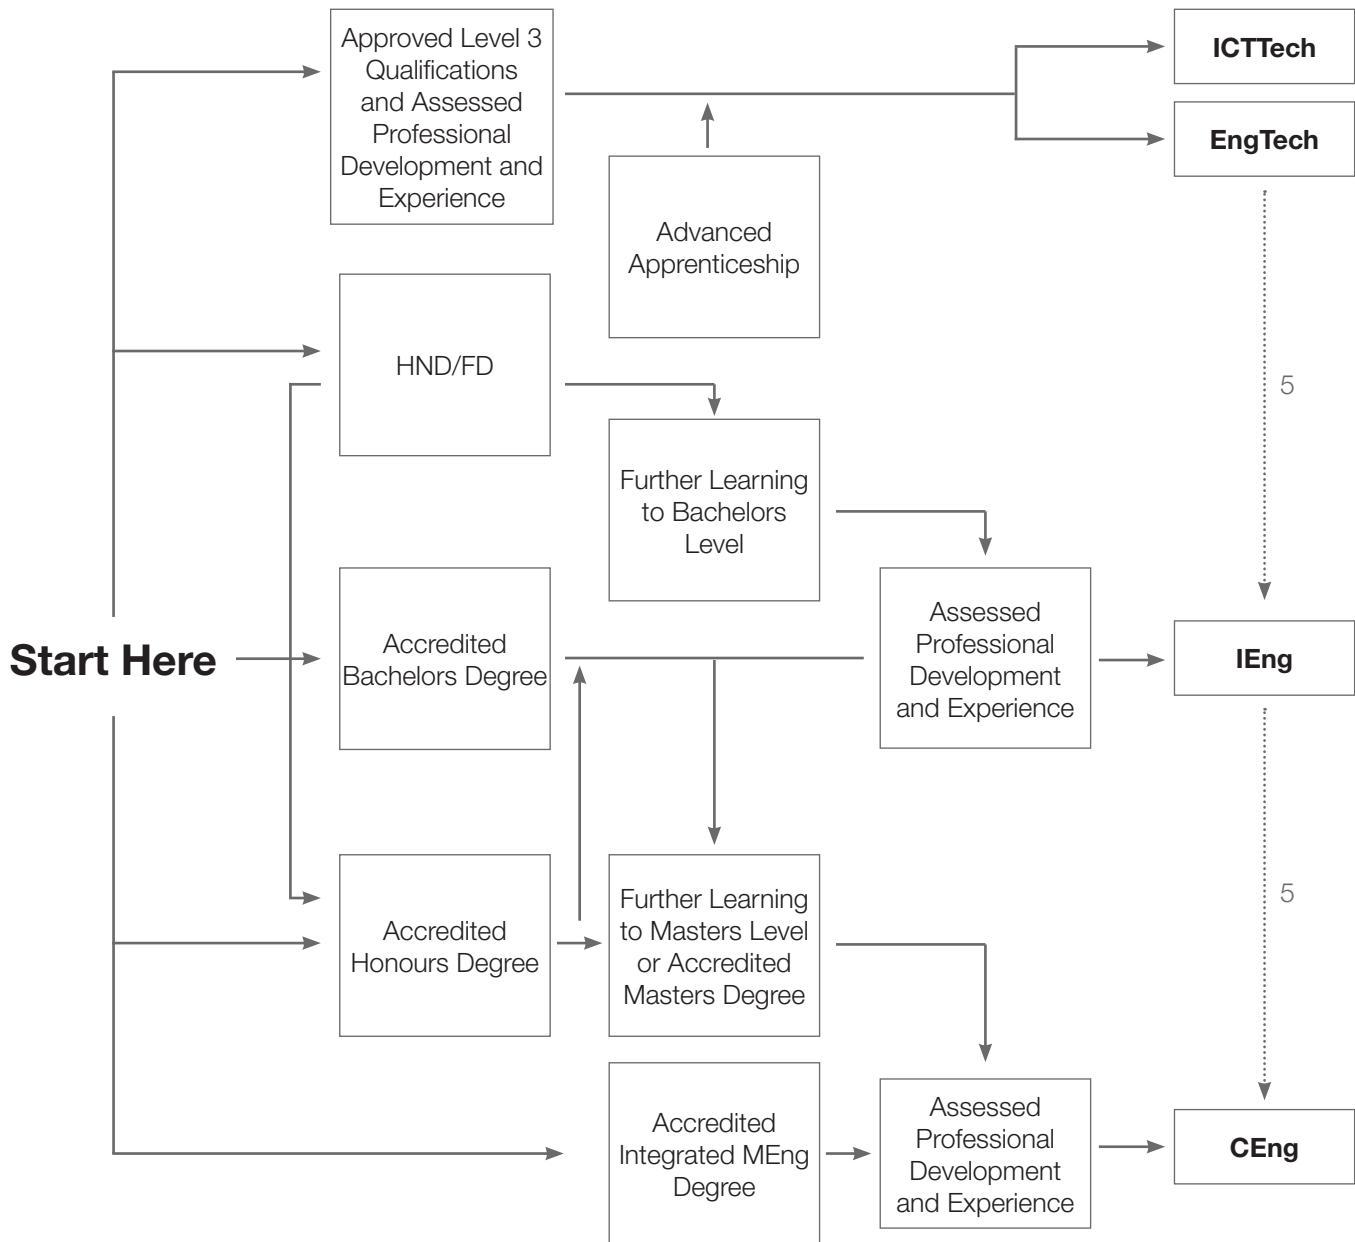 Approved Level 3
Qualifications
and Assessed
Professional
Development and
Experience
ICTTech
EngTech
Advanced
Apprenticeship
HND/FD
5
Further Learning
to Bachelors
Level
Start Here
Accredited
Bachelors Degree
Assessed
Professional
Development
and Experience
IEng
Accredited
Honours Degree
Further Learning
to Masters Level
or Accredited
Masters Degree
5
Accredited
Integrated MEng
Degree
Assessed
Professional
Development
and Experience
CEng